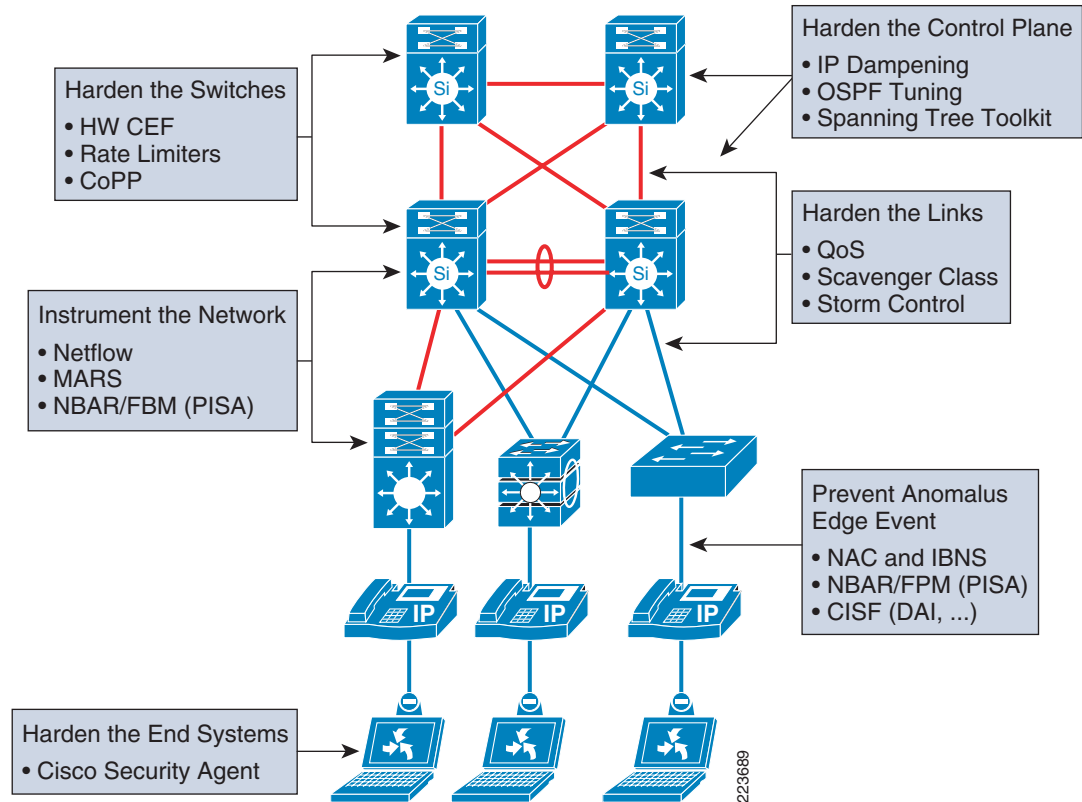 Harden the Control Plane
• IP Dampening
• OSPF Tuning
• Spanning Tree Toolkit
Harden the Switches
• HW CEF
• Rate Limiters
• CoPP
Si
Si
Harden the Links
• QoS
• Scavenger Class
• Storm Control
Si
Si
Instrument the Network
• Netflow
• MARS
• NBAR/FBM (PISA)
Prevent Anomalus
Edge Event
• NAC and IBNS
• NBAR/FPM (PISA)
• CISF (DAI, ...)
IP
IP
IP
Harden the End Systems
• Cisco Security Agent
223689